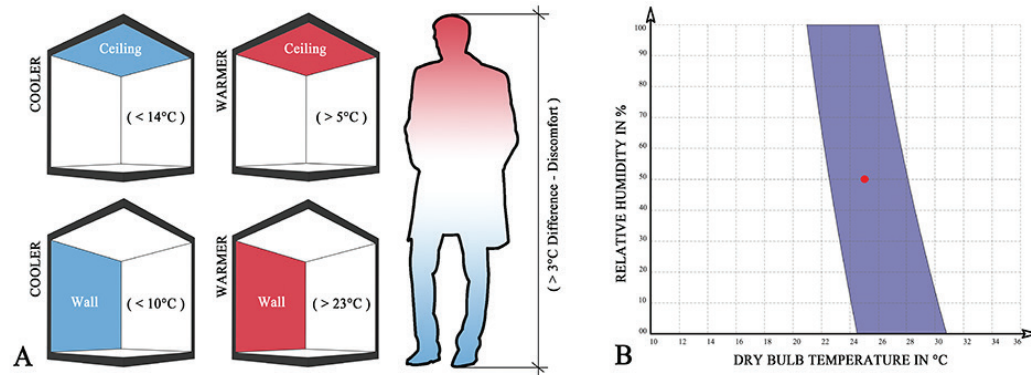 COOLER
Ceiling
( < 14°C )
WARMER
Ceiling
( > 5°C )
COOLER
Wall
( < 10°C )
WARMER
Wall
( > 23°C )
( > 3°C Difference - Discomfort )
A
RELATIVE HUMIDITY IN %
100
90
80
70
60
50
40
30
20
10
00
10 12 14 16 18 20 21 24 26 28 30 32 36
DRY BULB TEMPERATURE IN °C
B